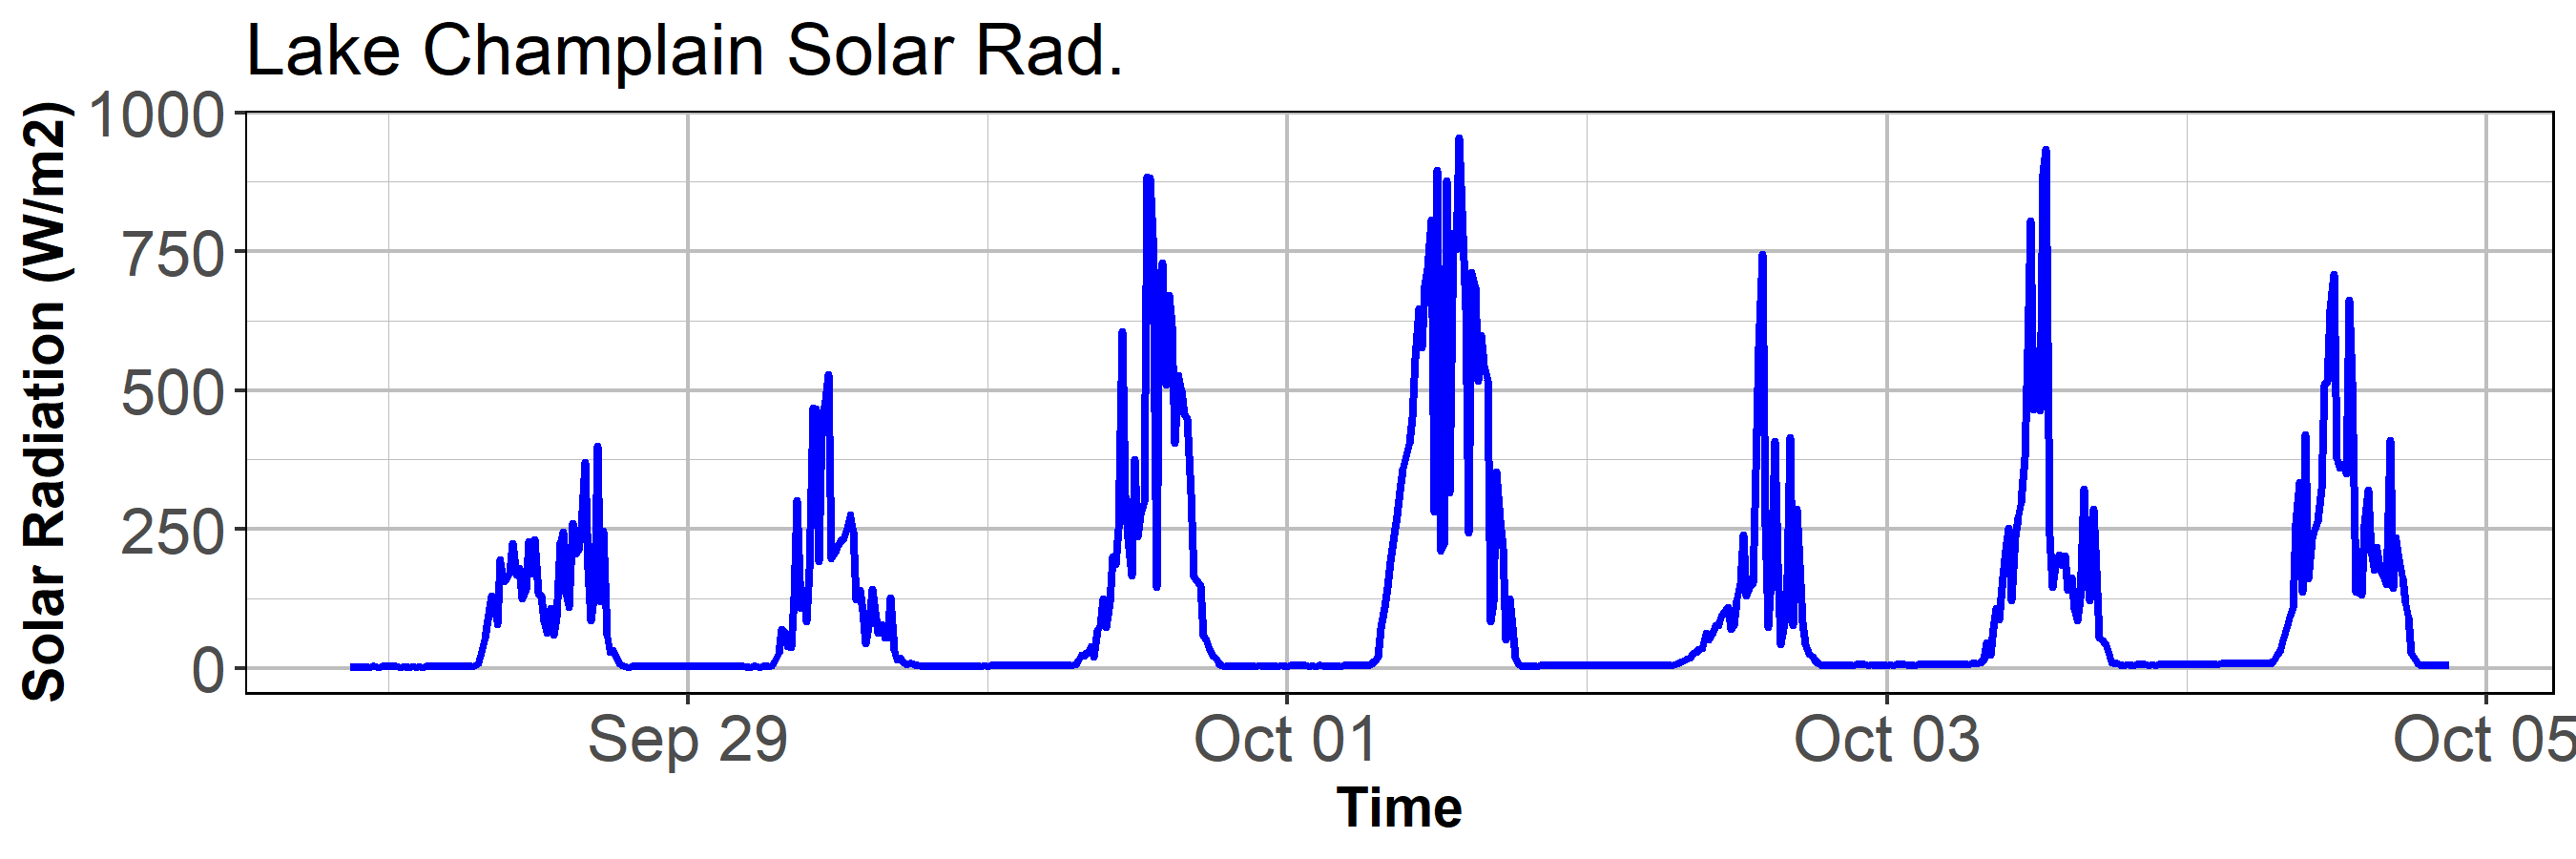 Lake Champlain Solar Rad.
Solar Radiation (W/m2)
1000
750
500
250
0
Sep 29 Oct 01 Oct 03 Oct 05
Time